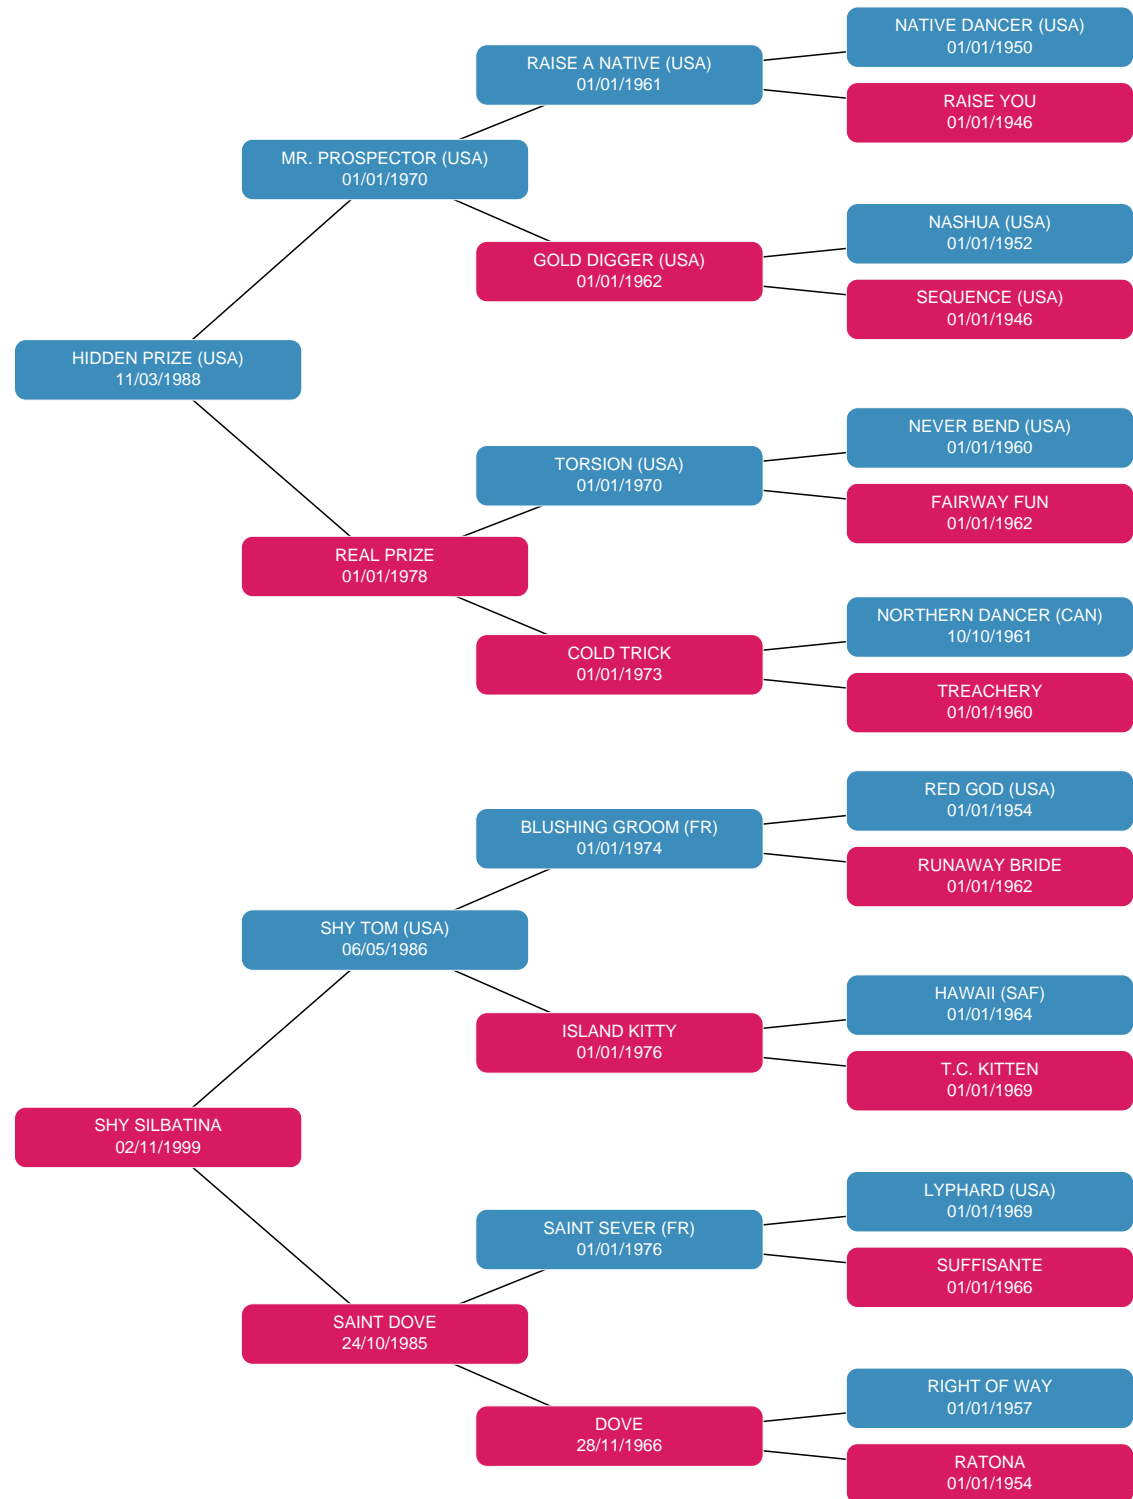 NATIVE DANCER (USA)
01/01/1950
RAISE A NATIVE (USA)
01/01/1961
RAISE YOU
01/01/1946
MR. PROSPECTOR (USA)
01/01/1970
NASHUA (USA)
01/01/1952
GOLD DIGGER (USA)
01/01/1962
SEQUENCE (USA)
01/01/1946
HIDDEN PRIZE (USA)
11/03/1988
NEVER BEND (USA)
01/01/1960
TORSION (USA)
01/01/1970
FAIRWAY FUN
01/01/1962
REAL PRIZE
01/01/1978
NORTHERN DANCER (CAN)
10/10/1961
COLD TRICK
01/01/1973
TREACHERY
01/01/1960
RED GOD (USA)
01/01/1954
BLUSHING GROOM (FR)
01/01/1974
RUNAWAY BRIDE
01/01/1962
SHY TOM (USA)
06/05/1986
HAWAII (SAF)
01/01/1964
ISLAND KITTY
01/01/1976
T.C. KITTEN
01/01/1969
SHY SILBATINA
02/11/1999
LYPHARD (USA)
01/01/1969
SAINT SEVER (FR)
01/01/1976
SUFFISANTE
01/01/1966
SAINT DOVE
24/10/1985
RIGHT OF WAY
01/01/1957
DOVE
28/11/1966
RATONA
01/01/1954